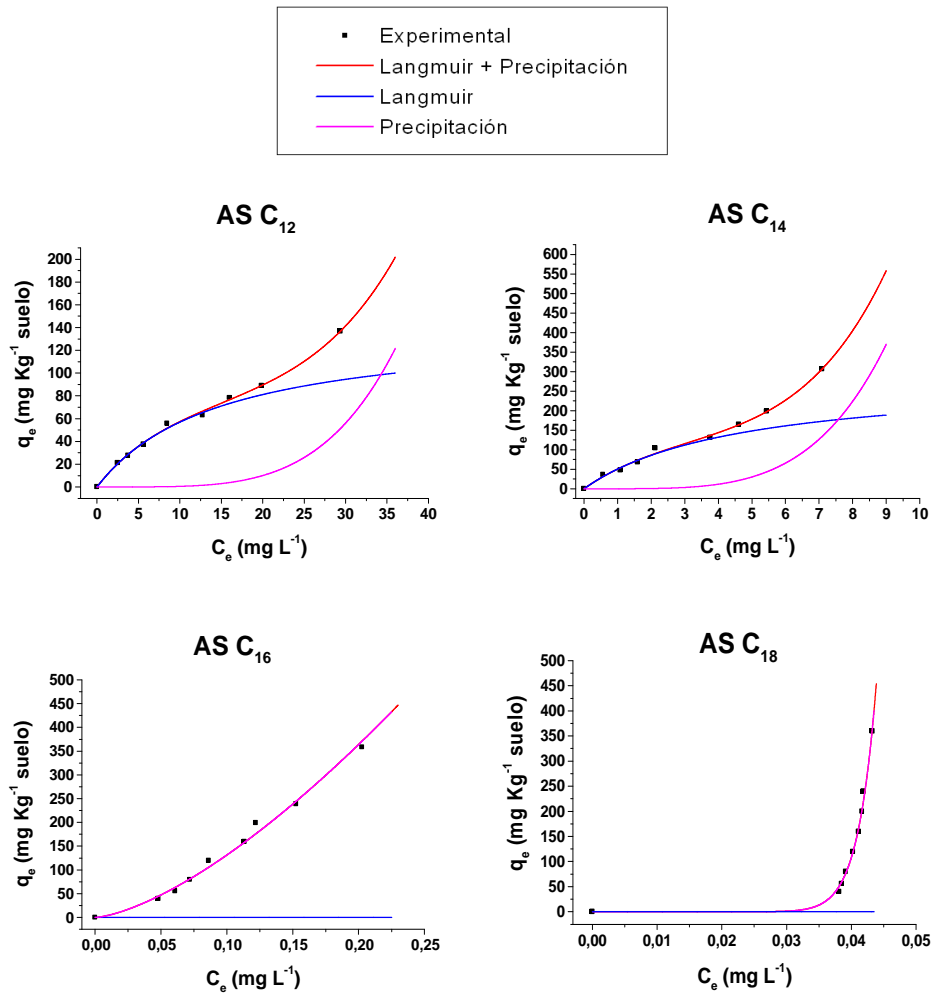 Experimental
Langmuir + Precipitación
Langmuir
Precipitación
AS C₁₂
200
180
160
140
120
100
80
60
40
20
0
qₑ (mg Kg⁻¹ suelo)
0 5 10 15 20 25 30 35 40
Cₑ (mg L⁻¹)
AS C₁₄
600
550
500
450
400
350
300
250
200
150
100
50
0
qₑ (mg Kg⁻¹ suelo)
0 1 2 3 4 5 6 7 8 9 10
Cₑ (mg L⁻¹)
AS C₁₆
500
450
400
350
300
250
200
150
100
50
0
qₑ (mg Kg⁻¹ suelo)
0,00 0,05 0,10 0,15 0,20 0,25
Cₑ (mg L⁻¹)
AS C₁₈
500
450
400
350
300
250
200
150
100
50
0
qₑ (mg Kg⁻¹ suelo)
0,00 0,01 0,02 0,03 0,04 0,05
Cₑ (mg L⁻¹)